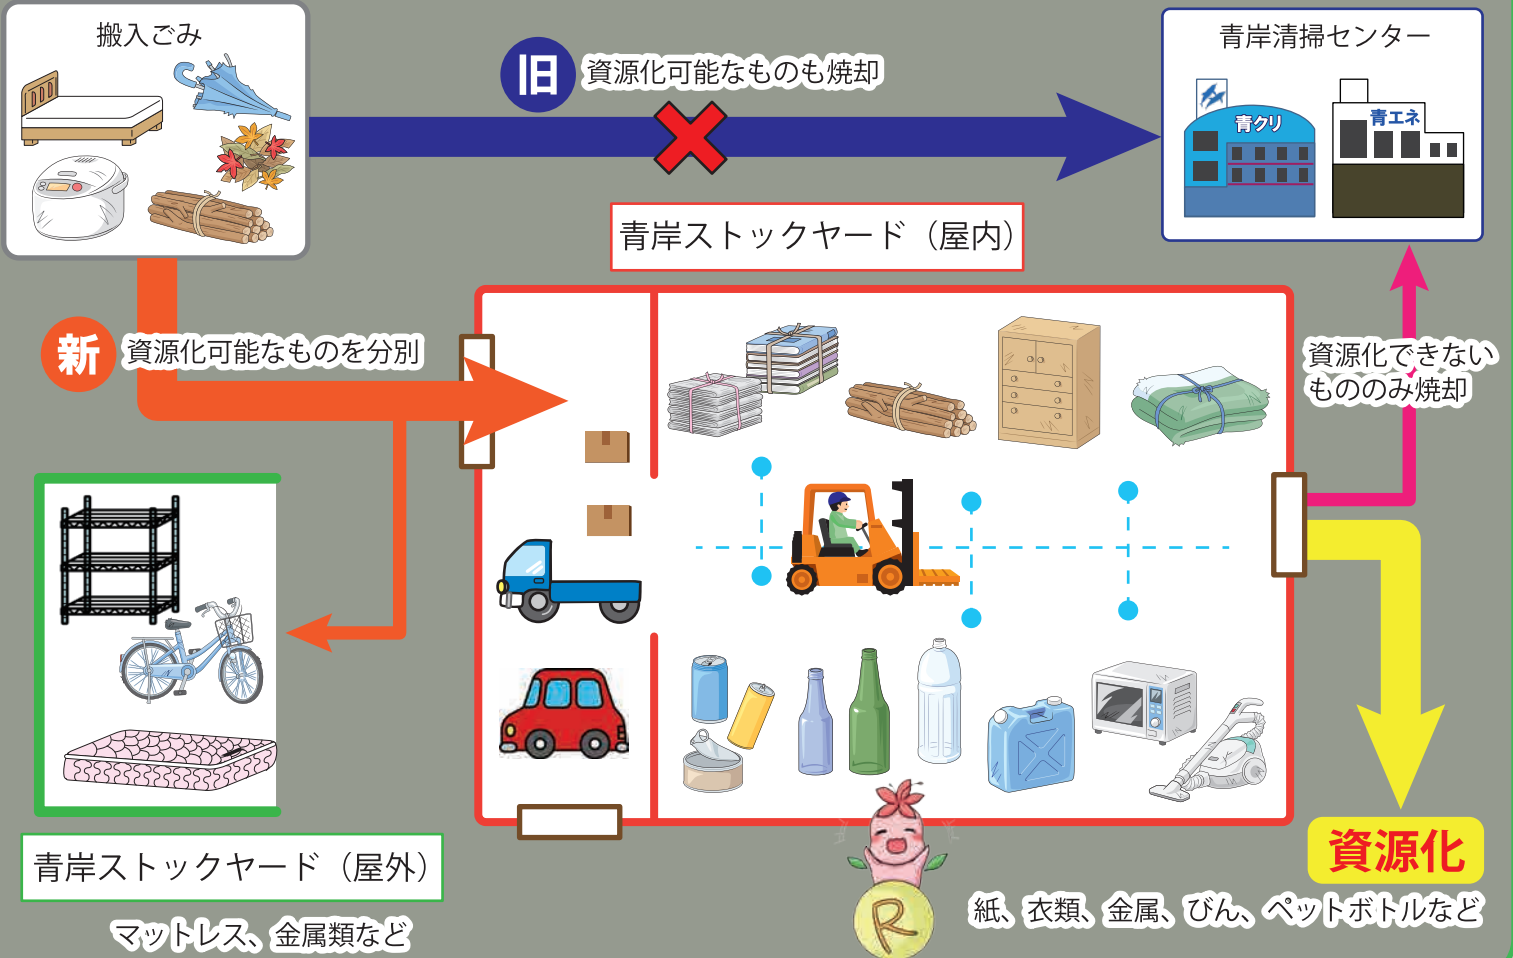 搬入ごみ
旧
資源化可能なものも焼却
青岸清掃センター
青クリ
青エネ
青岸ストックヤード（屋内）
新
資源化可能なものを分別
資源化できない
もののみ焼却
青岸ストックヤード（屋外）
マットレス、金属類など
R
資源化
紙、衣類、金属、びん、ペットボトルなど